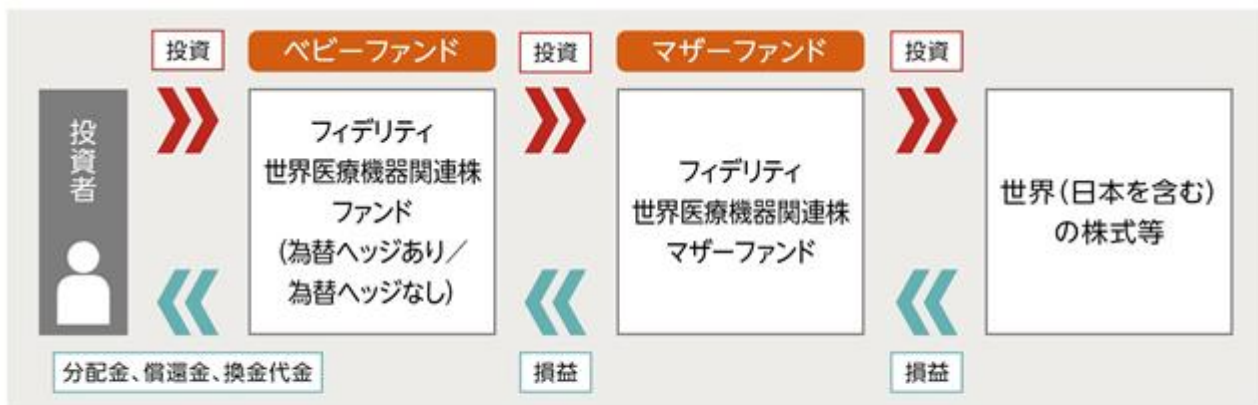 投資
ベビーファンド
投資
マザーファンド
投資
投資者
フィデリティ
世界医療機器関連株
ファンド
(為替ヘッジあり／
為替ヘッジなし)
フィデリティ
世界医療機器関連株
マザーファンド
世界(日本を含む)
の株式等
分配金、償還金、換金代金
損益
損益